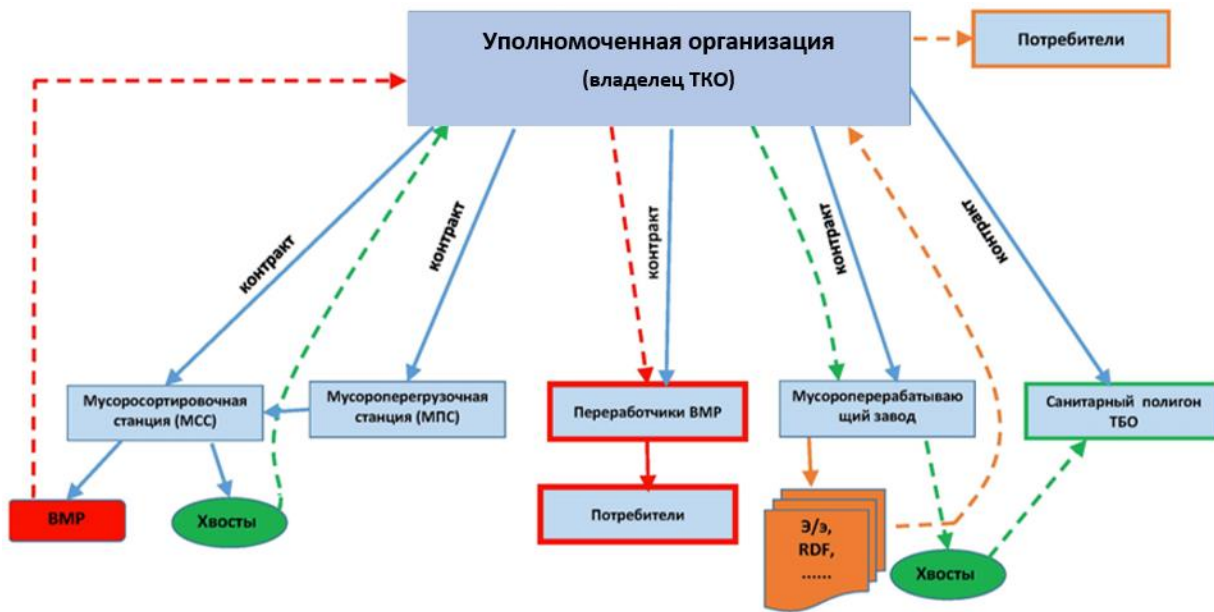 Уполномоченная организация
(владелец ТКО)
Потребители
контракт
контракт
контракт
контракт
контракт
Мусоросортировочная
станция (МСС)
Мусороперегрузочная
станция (МПС)
Переработчики ВМР
Мусороперерабатываю
щий завод
Санитарный полигон
ТБО
ВМР
Хвосты
Потребители
Э/э,
RDF,
......
Хвосты